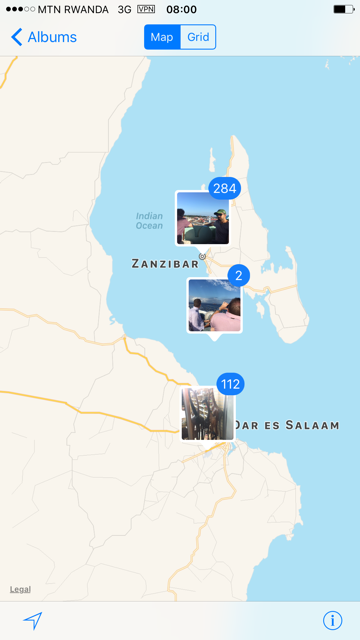 MTN RWANDA 3G VPN 08:00
Albums Map Grid
284
Indian
Ocean
ZANZIBAR
2
112
DAR ES SALAAM
Legal